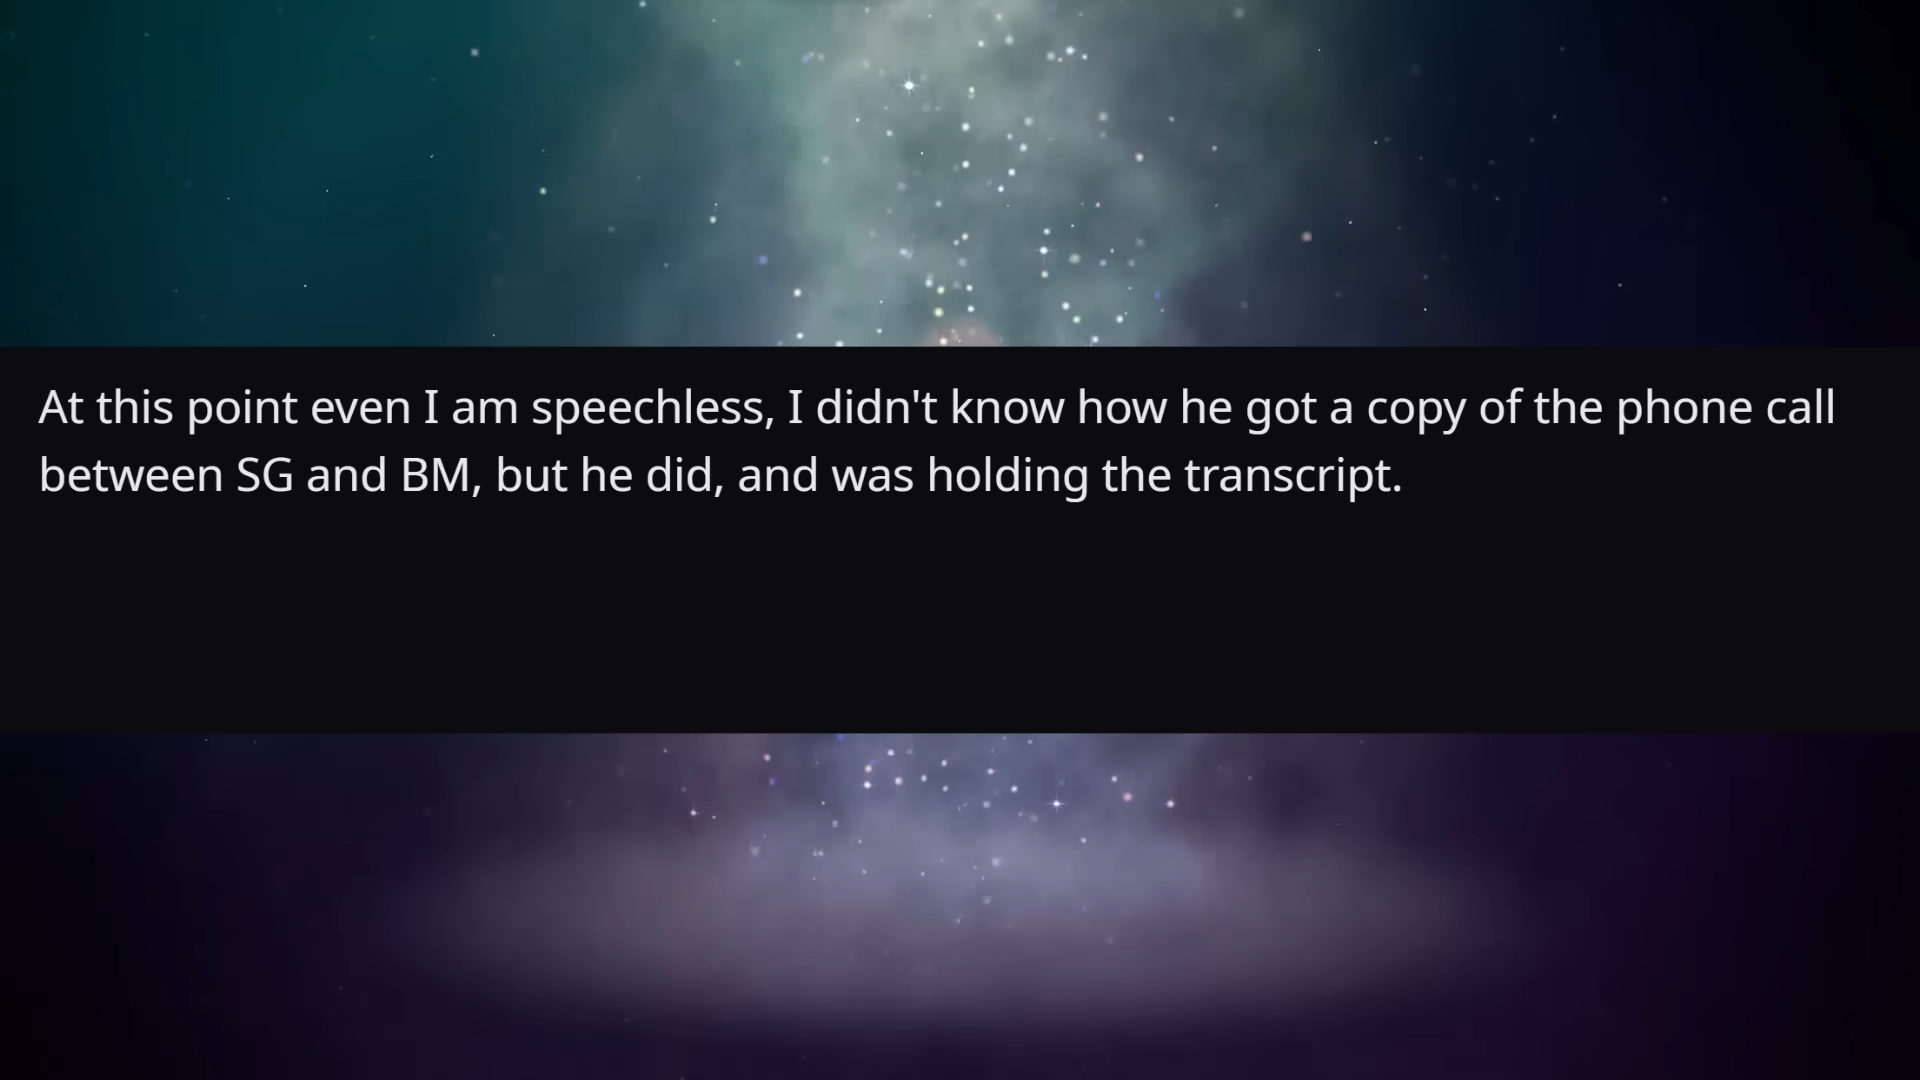 At this point even I am speechless, I didn't know how he got a copy of the phone call
between SG and BM, but he did, and was holding the transcript.